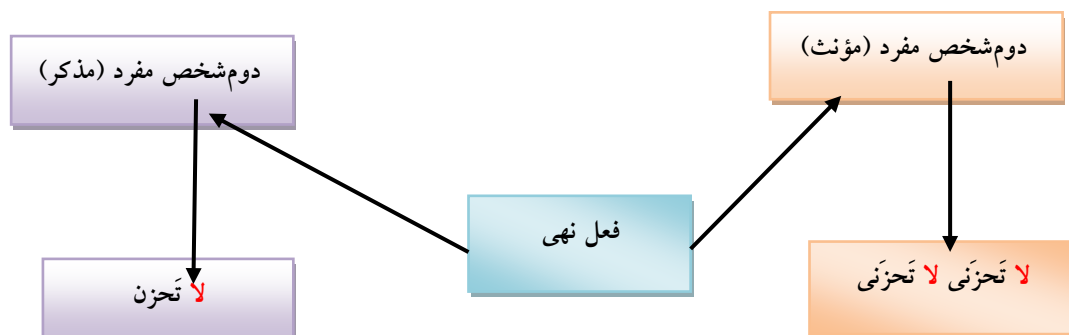 دوم‌شخص مفرد (مؤنث)
دوم‌شخص مفرد (مذکر)
فعل نهی
لا تَحزَنی لا تَحزَنی
لا تَحزن